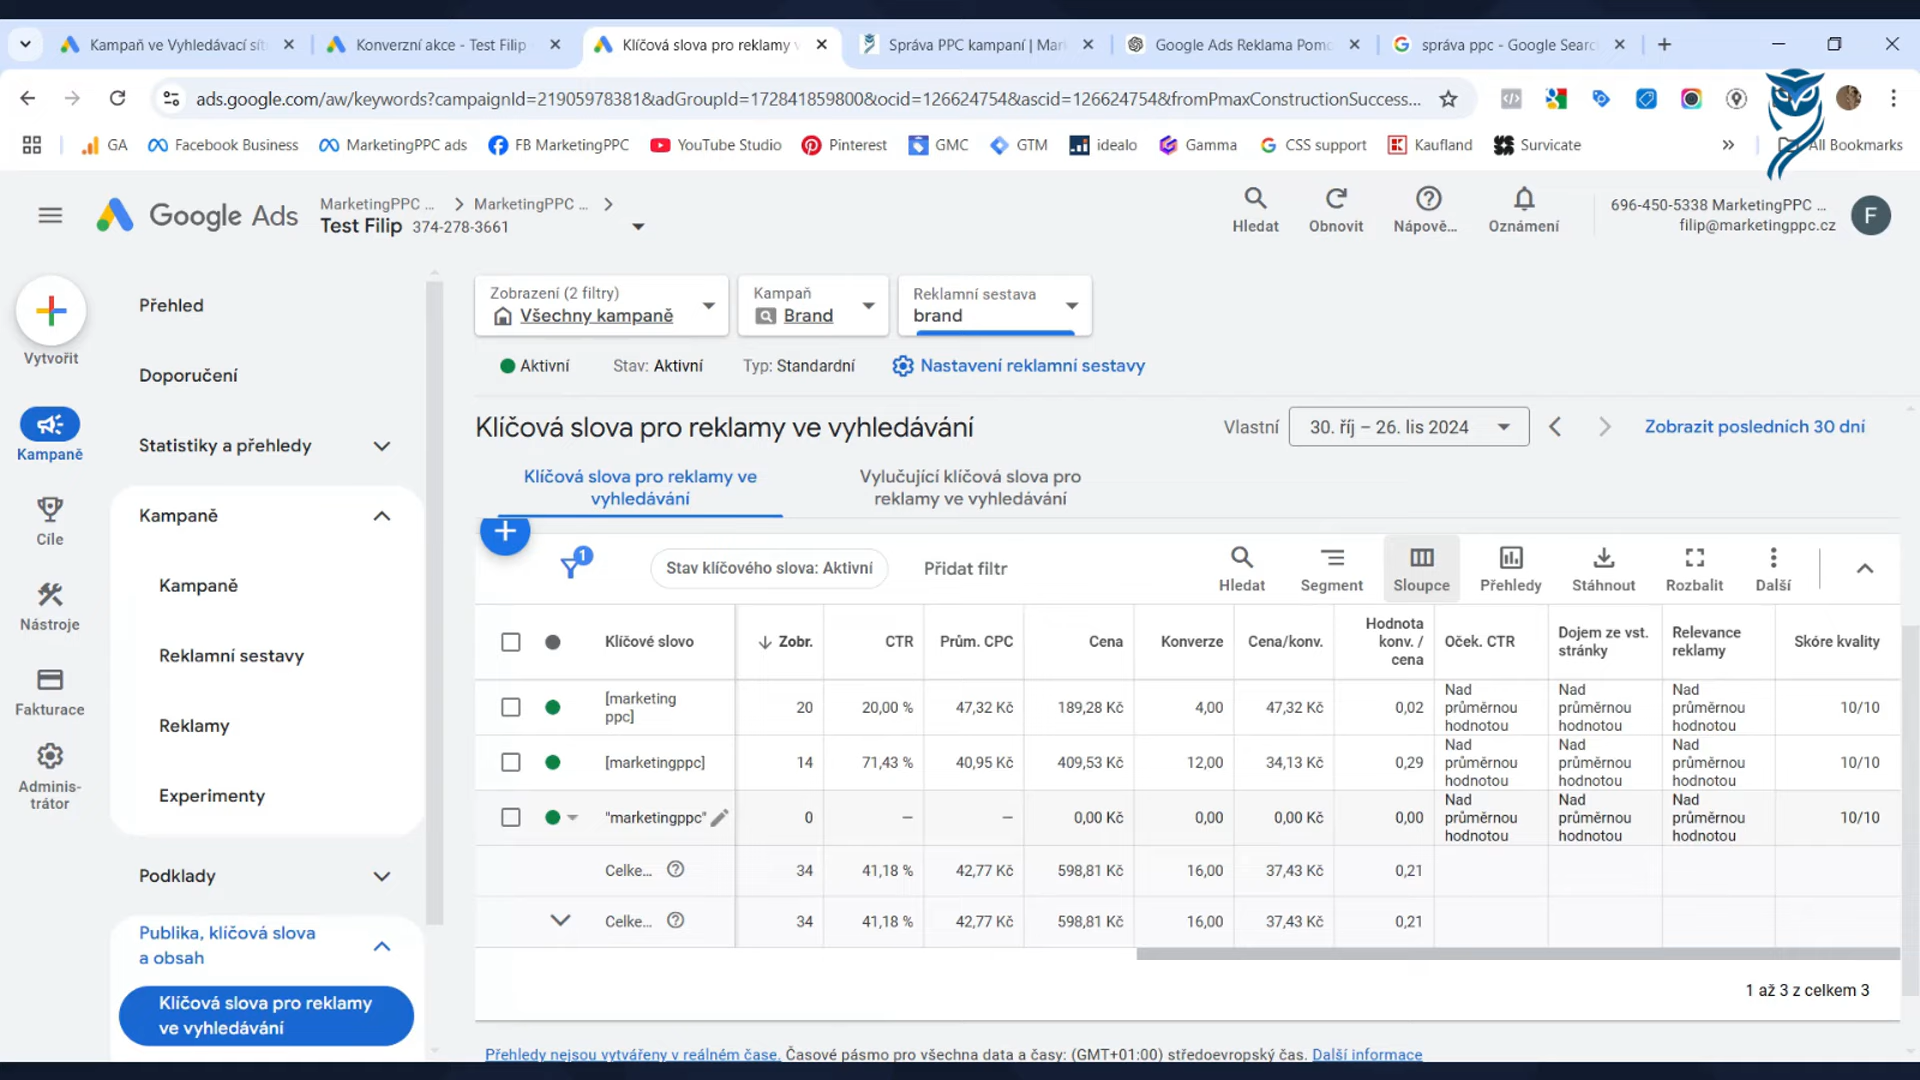 Kampaň ve Vyhledávací sít
Konverzní akce - Test Filip
Klíčová slova pro reklamy v
Správa PPC kampaní | Mark
Google Ads Reklama Pomo
správa ppc - Google Searc
ads.google.com/aw/keywords?campaignId=21905978381&adGroupId=172841859800&ocid=126624754&ascid=126624754&fromPmaxConstructionSuccess...
GA
Facebook Business
MarketingPPC ads
FB MarketingPPC
YouTube Studio
Pinterest
GMC
GTM
idealo
Gamma
CSS support
Kaufland
Survicate
All Bookmarks
Google Ads
MarketingPPC ...
MarketingPPC ...
Test Filip 374-278-3661
Hledat
Obnovit
Nápově...
Oznámení
696-450-5338 MarketingPPC ...
filip@marketingppc.cz
F
Vytvořit
Kampaně
Cíle
Nástroje
Fakturace
Adminis-
trátor
Přehled
Doporučení
Statistiky a přehledy
Kampaně
Kampaně
Reklamní sestavy
Reklamy
Experimenty
Podklady
Publika, klíčová slova
a obsah
Klíčová slova pro reklamy
ve vyhledávání
Zobrazení (2 filtry)
Všechny kampaně
Kampaň
Brand
Reklamní sestava
brand
Aktivní
Stav: Aktivní
Typ: Standardní
Nastavení reklamní sestavy
Klíčová slova pro reklamy ve vyhledávání
Vlastní
30. říj – 26. lis 2024
Zobrazit posledních 30 dní
Klíčová slova pro reklamy ve
vyhledávání
Vylučující klíčová slova pro
reklamy ve vyhledávání
1
Stav klíčového slova: Aktivní
Přidat filtr
Hledat
Segment
Sloupce
Přehledy
Stáhnout
Rozbalit
Další
Klíčové slovo
Zobr.
CTR
Prům. CPC
Cena
Konverze
Cena/konv.
Hodnota
konv. /
cena
Oček. CTR
Dojem ze vst.
stránky
Relevance
reklamy
Skóre kvality
[marketing
ppc]
20
20,00 %
47,32 Kč
189,28 Kč
4,00
47,32 Kč
0,02
Nad
průměrnou
hodnotou
Nad
průměrnou
hodnotou
Nad
průměrnou
hodnotou
10/10
[marketingppc]
14
71,43 %
40,95 Kč
409,53 Kč
12,00
34,13 Kč
0,29
Nad
průměrnou
hodnotou
Nad
průměrnou
hodnotou
Nad
průměrnou
hodnotou
10/10
"marketingppc"
0
—
—
0,00 Kč
0,00
0,00 Kč
0,00
Nad
průměrnou
hodnotou
Nad
průměrnou
hodnotou
Nad
průměrnou
hodnotou
10/10
Celke...
34
41,18 %
42,77 Kč
598,81 Kč
16,00
37,43 Kč
0,21
Celke...
34
41,18 %
42,77 Kč
598,81 Kč
16,00
37,43 Kč
0,21
1 až 3 z celkem 3
Přehledy nejsou vytvářeny v reálném čase. Časové pásmo pro všechna data a časy: (GMT+01:00) středoevropský čas. Další informace